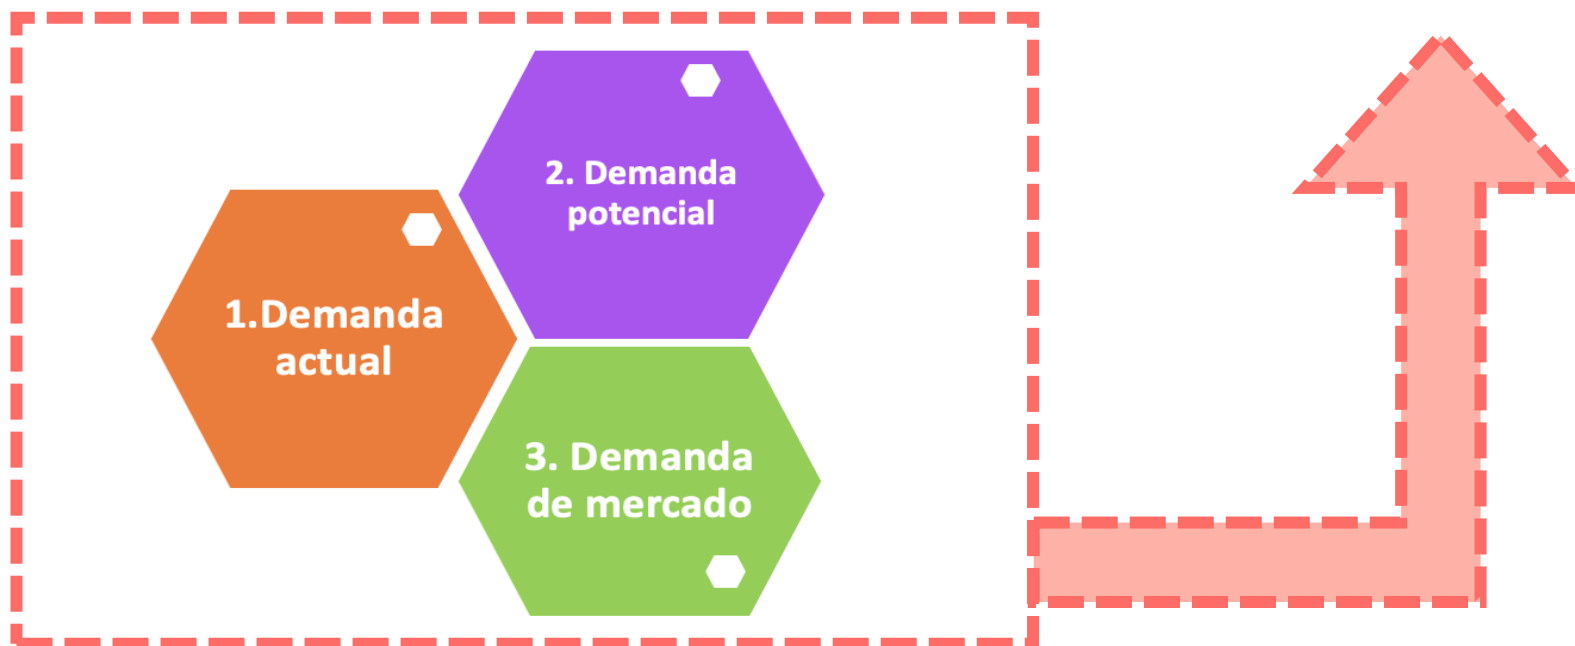 1.Demanda
actual
2. Demanda
potencial
3. Demanda
de mercado